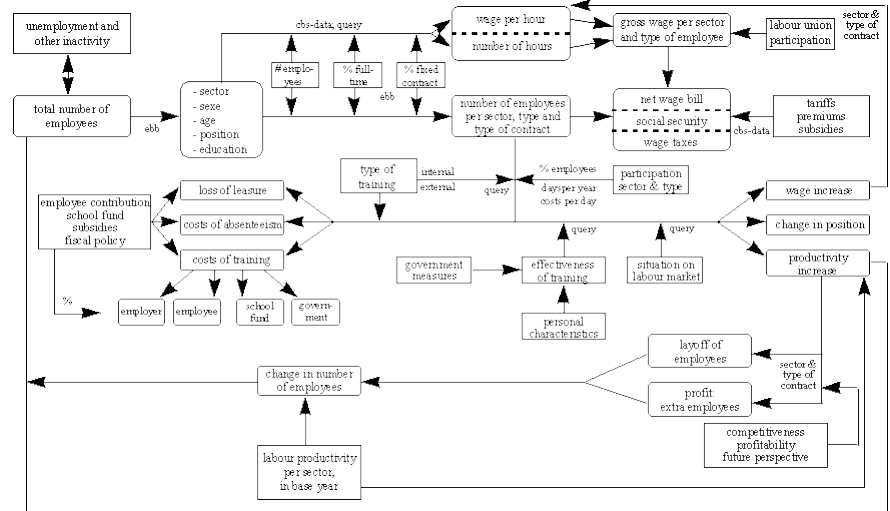 unemployment and
other inactivity
cbs-data; query
wage per hour
number of hours
gross wage per sector
and type of employee
labour union
participation
sector &
type of
contract
# emplo-
yees
% full-
time
% fixed
contract
ebb
total number of
employees
ebb
- sector
- sexe
- age
- position
- education
number of employees
per sector, type and
type of contract
net wage bill
social security
wage taxes
cbs-data
tariffs
premiums
subsidies
type of
training
internal
external
query
% employees
days per year
costs per day
participation
sector & type
employee contribution
school fund
subsidies
fiscal policy
loss of leasure
costs of absenteeism
costs of training
wage increase
change in position
productivity
increase
%
employer
employee
school
fund
govern-
ment
government
measures
query
effectiveness
of training
personal
characteristics
query
situation on
labour market
layoff of
employees
profit:
extra employees
sector &
type of
contract
change in number
of employees
competitiveness
profitability
future perspective
labour productivity
per sector,
in base year